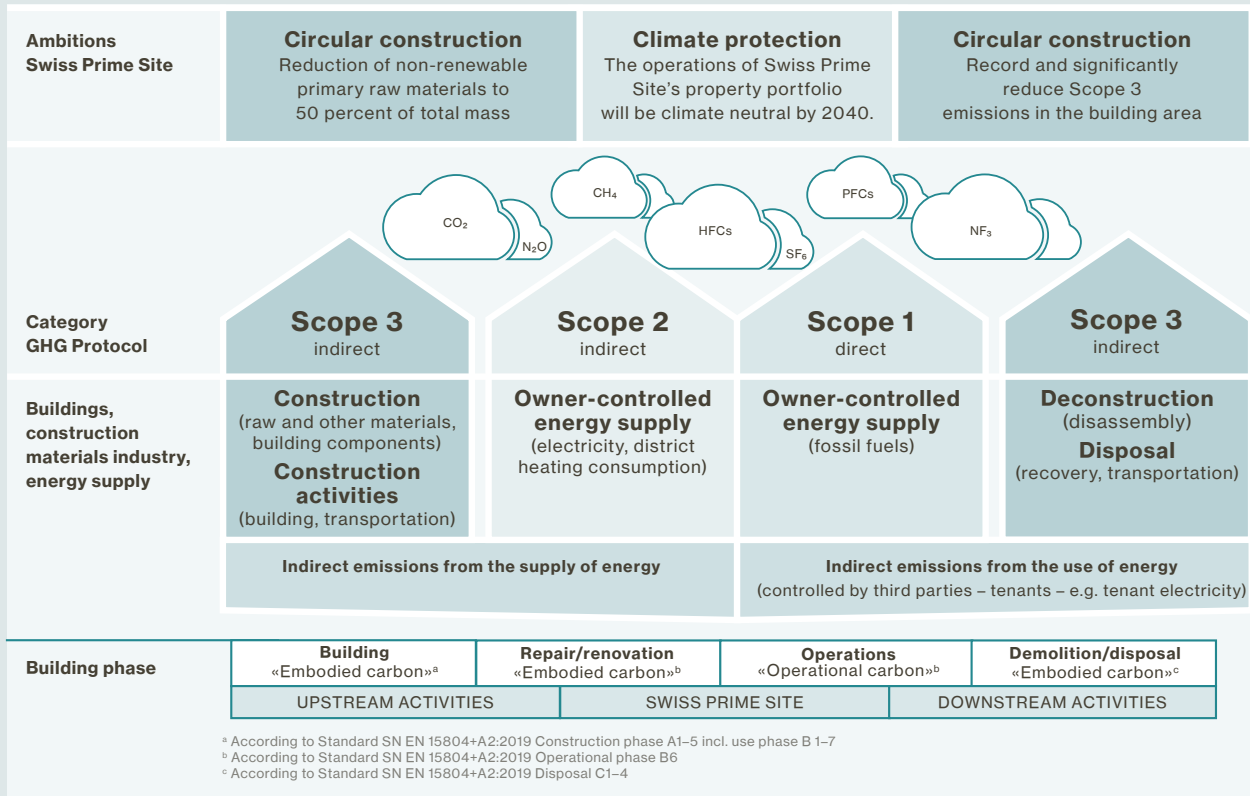 Ambitions
Swiss Prime Site
Circular construction
Reduction of non-renewable
primary raw materials to
50 percent of total mass
Climate protection
The operations of Swiss Prime
Site's property portfolio
will be climate neutral by 2040.
Circular construction
Record and significantly
reduce Scope 3
emissions in the building area
CO₂
N₂O
CH₄
HFCs
SF₆
PFCs
NF₃
Category
GHG Protocol
Scope 3
indirect
Scope 2
indirect
Scope 1
direct
Scope 3
indirect
Buildings,
construction
materials industry,
energy supply
Construction
(raw and other materials,
building components)
Construction
activities
(building, transportation)
Owner-controlled
energy supply
(electricity, district
heating consumption)
Owner-controlled
energy supply
(fossil fuels)
Deconstruction
(disassembly)
Disposal
(recovery, transportation)
Indirect emissions from the supply of energy
Indirect emissions from the use of energy
(controlled by third parties – tenants – e.g. tenant electricity)
Building phase
Building
«Embodied carbon»ᵃ
Repair/renovation
«Embodied carbon»ᵇ
Operations
«Operational carbon»ᵇ
Demolition/disposal
«Embodied carbon»ᶜ
UPSTREAM ACTIVITIES
SWISS PRIME SITE
DOWNSTREAM ACTIVITIES
ᵃ According to Standard SN EN 15804+A2:2019 Construction phase A1–5 incl. use phase B 1–7
ᵇ According to Standard SN EN 15804+A2:2019 Operational phase B6
ᶜ According to Standard SN EN 15804+A2:2019 Disposal C1–4